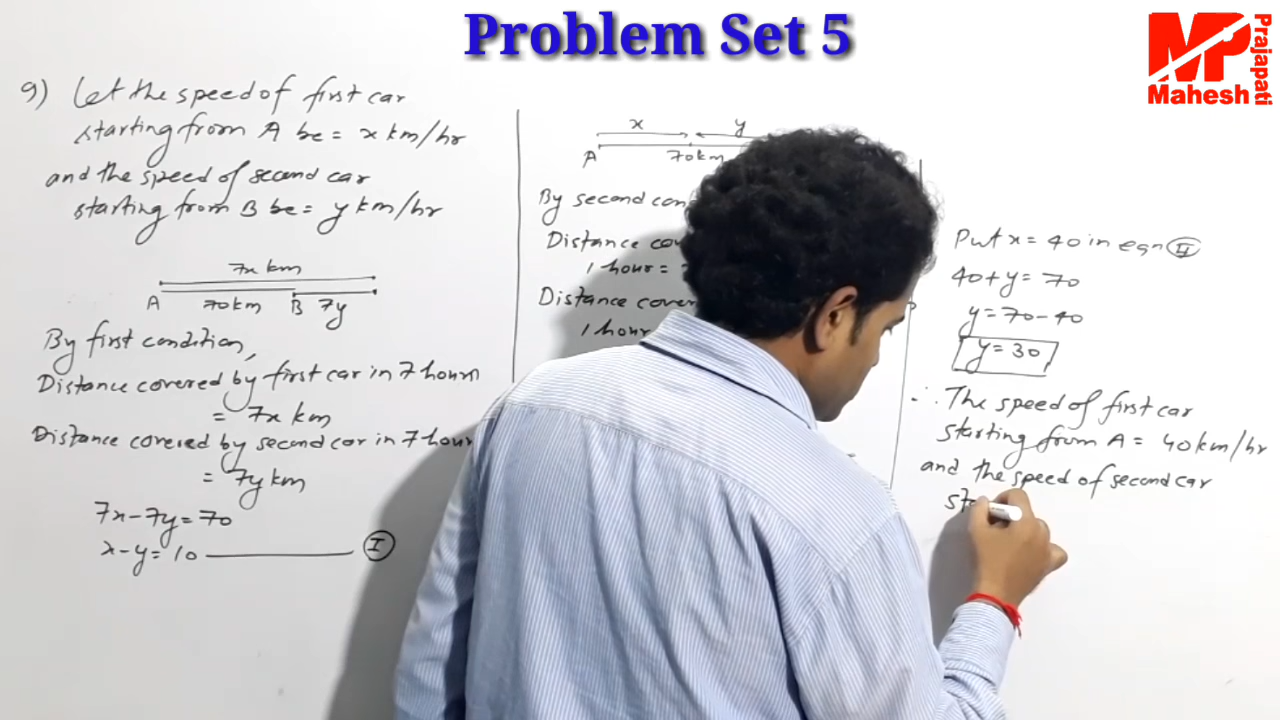 Problem Set 5
MP
Mahesh
Prajapati
9) Let the speed of first car
starting from A be = x km/hr
and the speed of second car
starting from B be = y km/hr
7x km
A 70km B 7y
By first condition,
Distance covered by first car in 7 hours
= 7x km
Distance covered by second car in 7 hour
= 7y km
7x-7y=70
x-y=10 I
x y
A 70km
By second con
Distance cov
1 hour =
Distance cover
1 hour
Put x = 40 in eqn II
40+y = 70
y = 70-40
y = 30
∴ The speed of first car
starting from A = 40km/hr
and the speed of second car
st